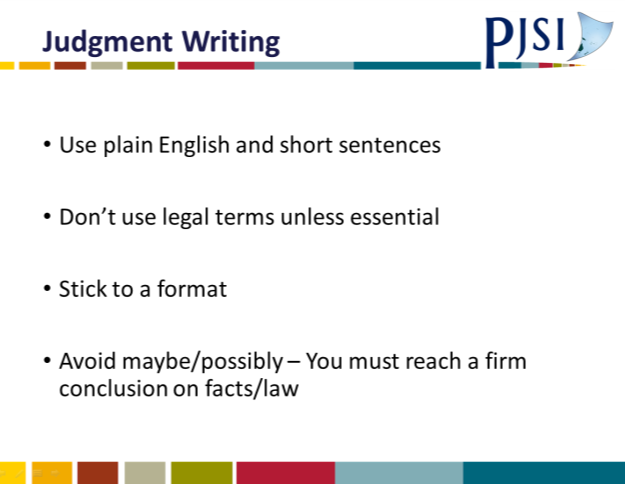 Judgment Writing
PJSI
• Use plain English and short sentences
• Don’t use legal terms unless essential
• Stick to a format
• Avoid maybe/possibly – You must reach a firm
conclusion on facts/law